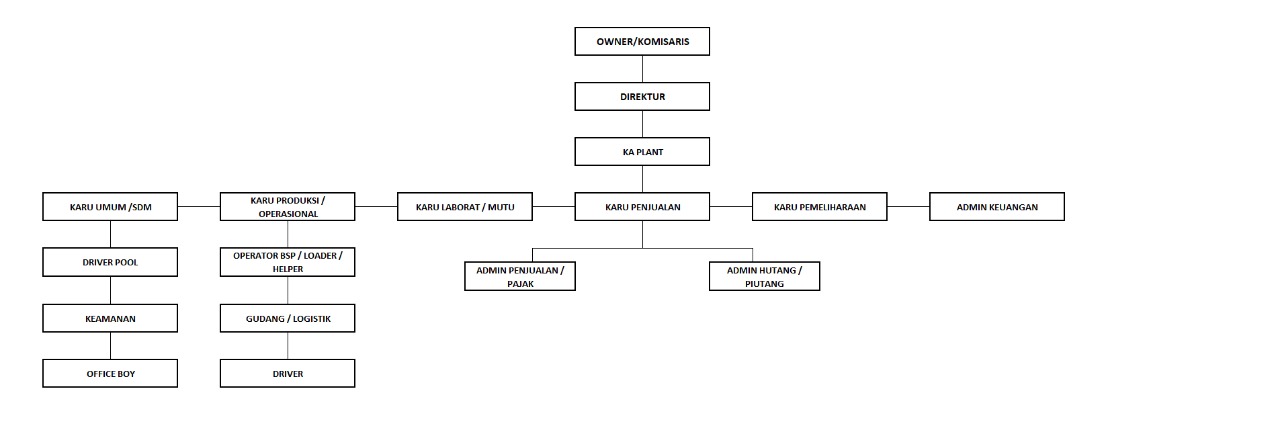 OWNER/KOMISARIS
DIREKTUR
KA PLANT
KARU UMUM /SDM
KARU PRODUKSI /
OPERASIONAL
KARU LABORAT / MUTU
KARU PENJUALAN
KARU PEMELIHARAAN
ADMIN KEUANGAN
DRIVER POOL
OPERATOR BSP / LOADER /
HELPER
ADMIN PENJUALAN /
PAJAK
ADMIN HUTANG /
PIUTANG
KEAMANAN
GUDANG / LOGISTIK
OFFICE BOY
DRIVER